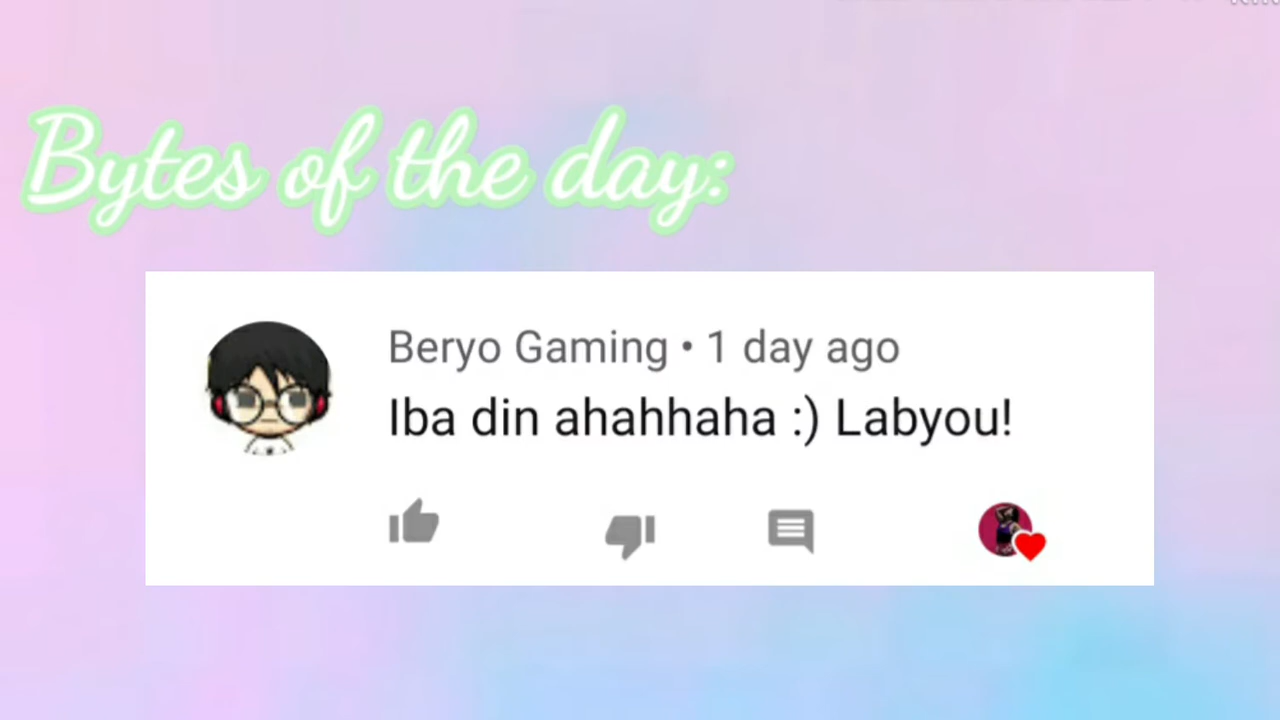 Bytes of the day:
Beryo Gaming • 1 day ago
Iba din ahahhaha :) Labyou!